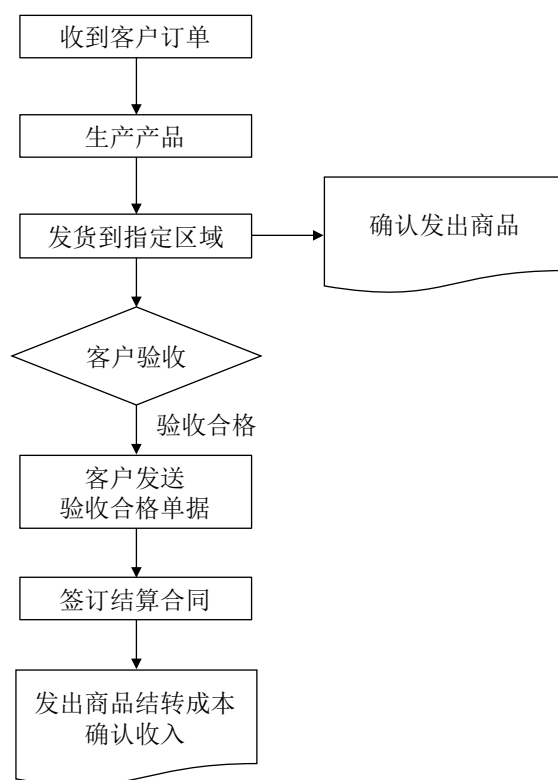 收到客户订单
生产产品
发货到指定区域
确认发出商品
客户验收
验收合格
客户发送
验收合格单据
签订结算合同
发出商品结转成本
确认收入